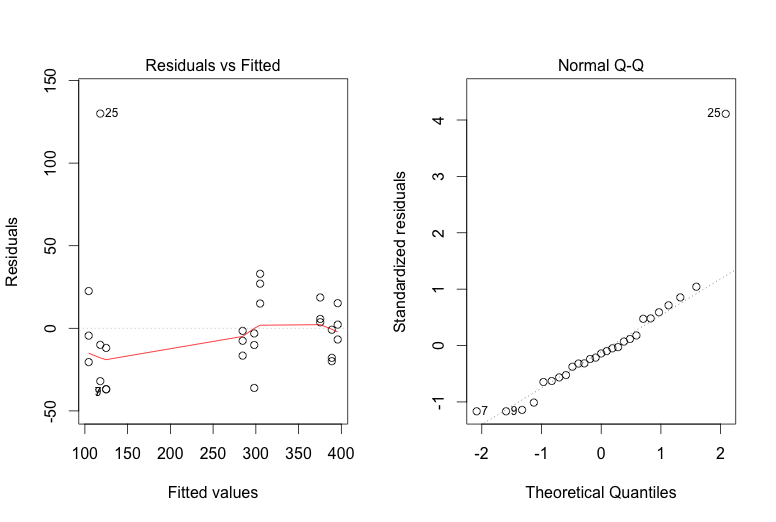 Residuals vs Fitted
Residuals
150
100
50
0
-50
25
9
100 150 200 250 300 350 400
Fitted values
Normal Q-Q
Standardized residuals
4
3
2
1
0
-1
25
7
9
-2 -1 0 1 2
Theoretical Quantiles